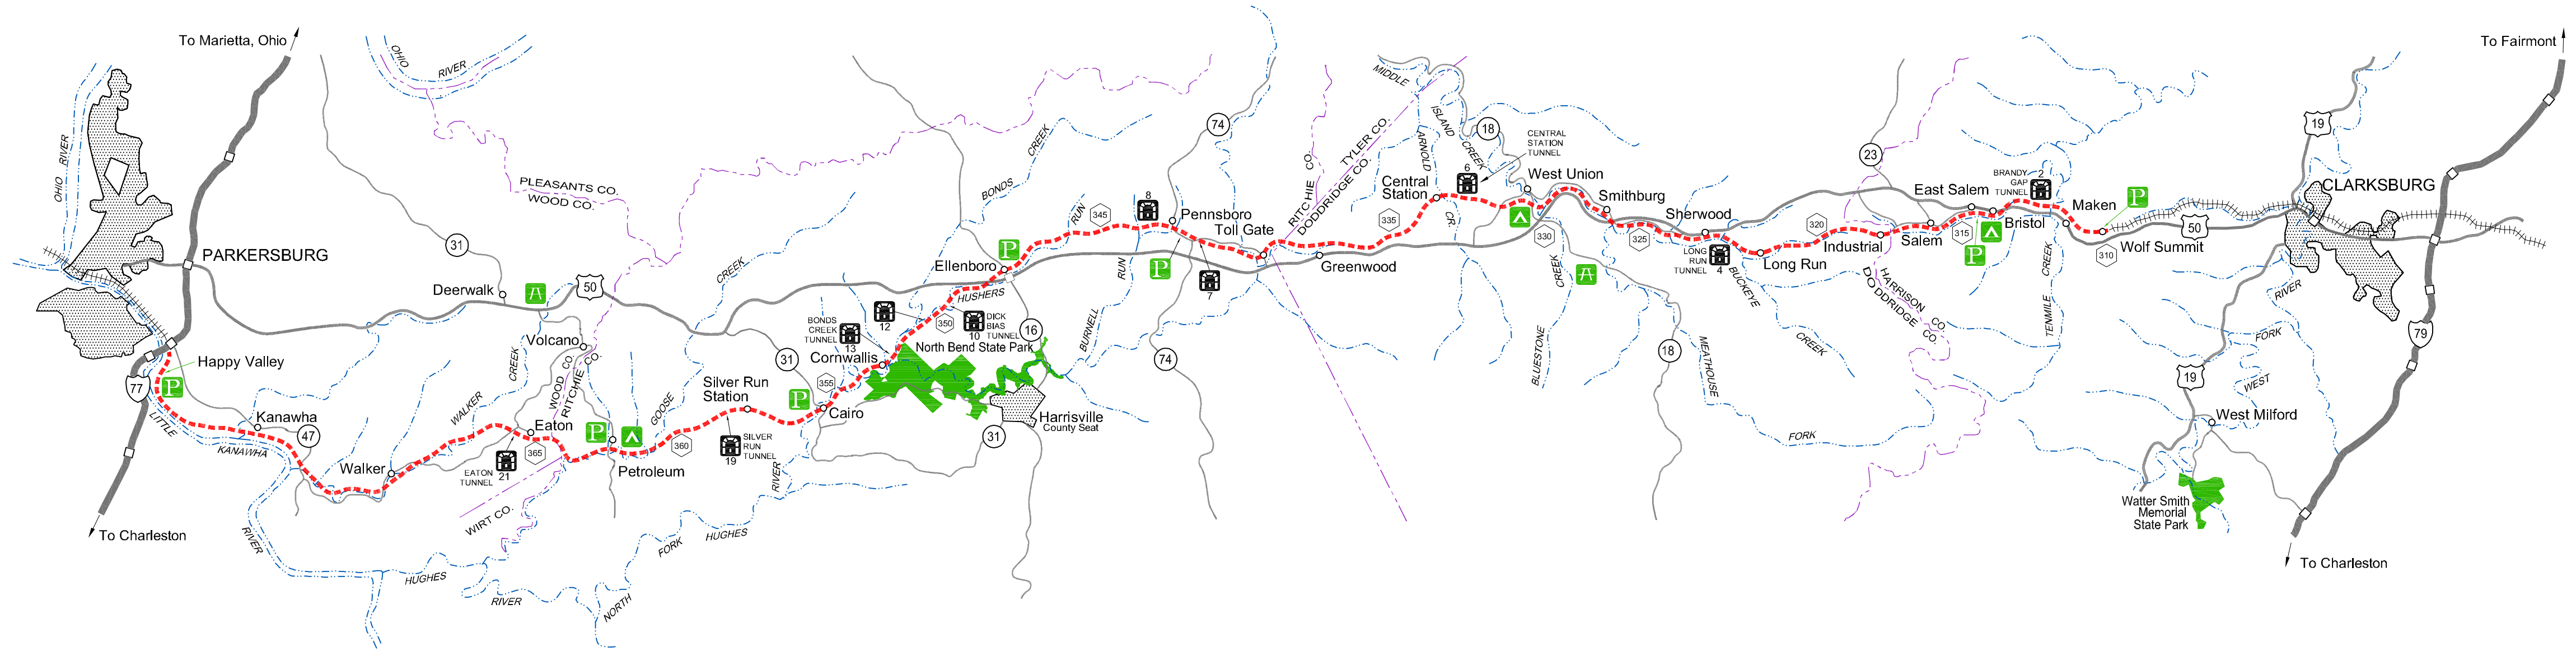 To Marietta, Ohio
OHIO
RIVER
OHIO
RIVER
PARKERSBURG
PLEASANTS CO.
WOOD CO.
31
Deerwalk
50
Volcano
Happy Valley
P
77
LITTLE
KANAWHA
RIVER
Kanawha
47
Walker
WALKER
CREEK
WOOD CO.
RITCHIE CO.
Eaton
EATON
TUNNEL
21
365
WIRT CO.
To Charleston
HUGHES
RIVER
NORTH
FORK
HUGHES
RIVER
P
Petroleum
GOOSE
CREEK
360
Silver Run
Station
SILVER
RUN
TUNNEL
19
31
P
355
Cairo
BONDS
CREEK
TUNNEL
13
Cornwallis
12
350
DICK
BIAS
TUNNEL
10
HUSHERS
RUN
North Bend State Park
Harrisville
County Seat
31
16
Ellenboro
P
BONDS
CREEK
345
8
74
Pennsboro
Toll Gate
P
7
BURNELL
RUN
74
RITCHIE CO.
DODDRIDGE CO.
TYLER CO.
Greenwood
335
Central
Station
MIDDLE
ISLAND
CREEK
ARNOLD
CR.
18
6
CENTRAL
STATION
TUNNEL
West Union
330
BLUESTONE
CREEK
Smithburg
325
18
MEATHOUSE
FORK
Sherwood
LONG
RUN
TUNNEL
4
BUCKEYE
CREEK
Long Run
320
23
Industrial
Salem
HARRISON CO.
DODDRIDGE CO.
East Salem
315
P
Bristol
BRANDY
GAP
TUNNEL
2
TENMILE
CREEK
Maken
P
310
Wolf Summit
50
19
CLARKSBURG
RIVER
FORK
WEST
19
West Milford
Watter Smith
Memorial
State Park
79
To Fairmont
To Charleston